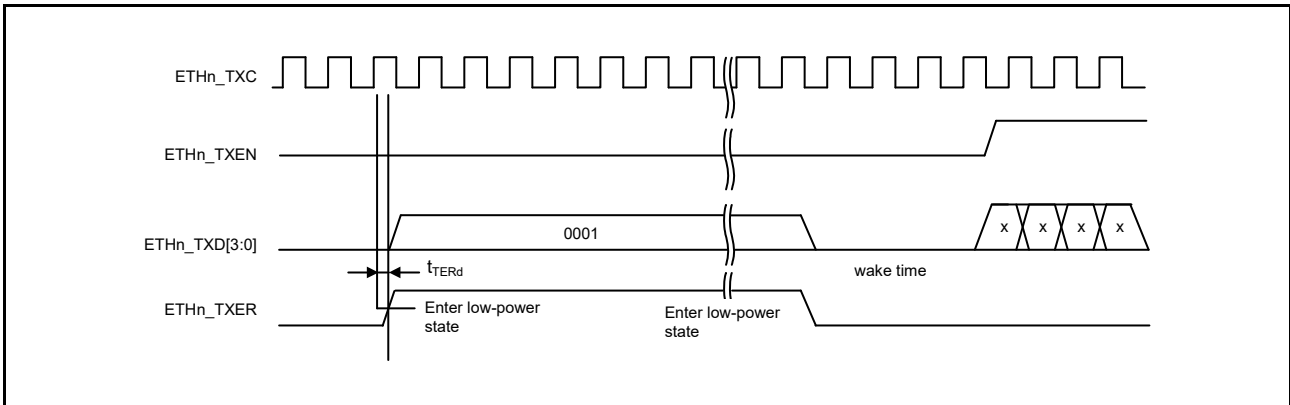 ETHn_TXC
ETHn_TXEN
ETHn_TXD[3:0]
0001
x x x x
tTERd
wake time
ETHn_TXER
Enter low-power
state
Enter low-power
state